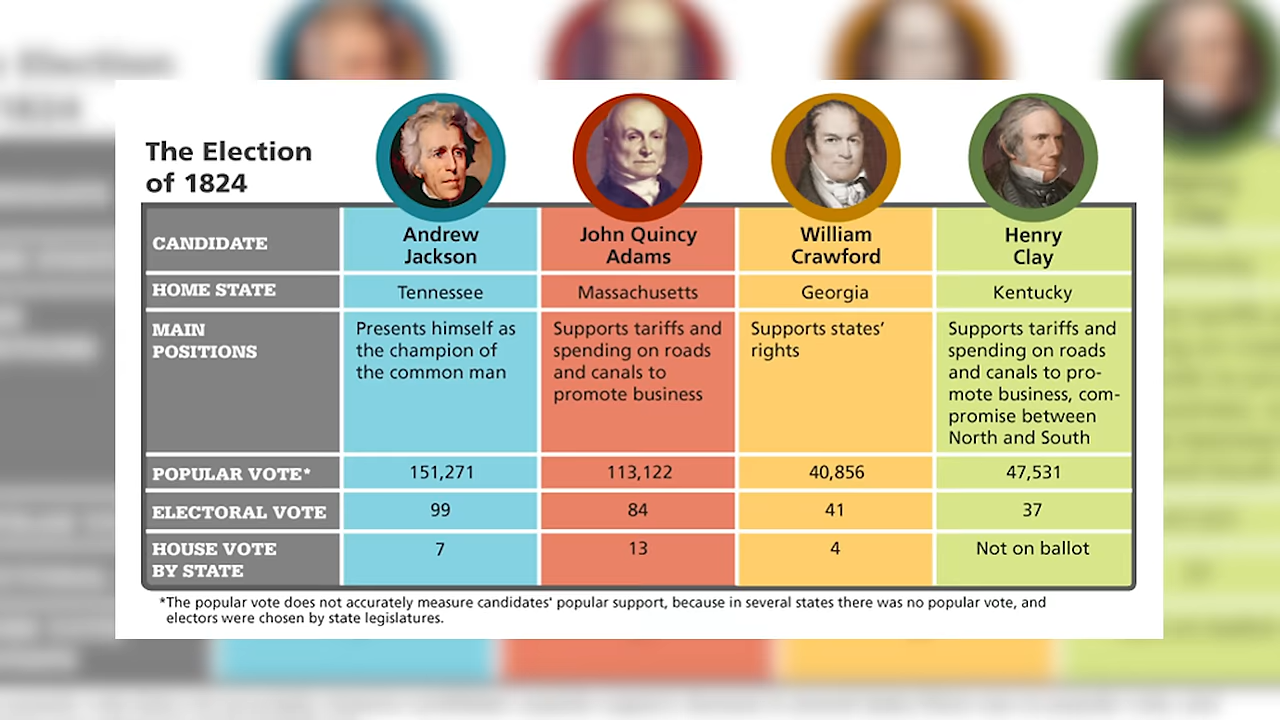 The Election
of 1824
CANDIDATE
Andrew
Jackson
John Quincy
Adams
William
Crawford
Henry
Clay
HOME STATE
Tennessee
Massachusetts
Georgia
Kentucky
MAIN
POSITIONS
Presents himself as
the champion of
the common man
Supports tariffs and
spending on roads
and canals to
promote business
Supports states’
rights
Supports tariffs and
spending on roads
and canals to pro-
mote business, com-
promise between
North and South
POPULAR VOTE*
151,271
113,122
40,856
47,531
ELECTORAL VOTE
99
84
41
37
HOUSE VOTE
BY STATE
7
13
4
Not on ballot
*The popular vote does not accurately measure candidates' popular support, because in several states there was no popular vote, and
electors were chosen by state legislatures.